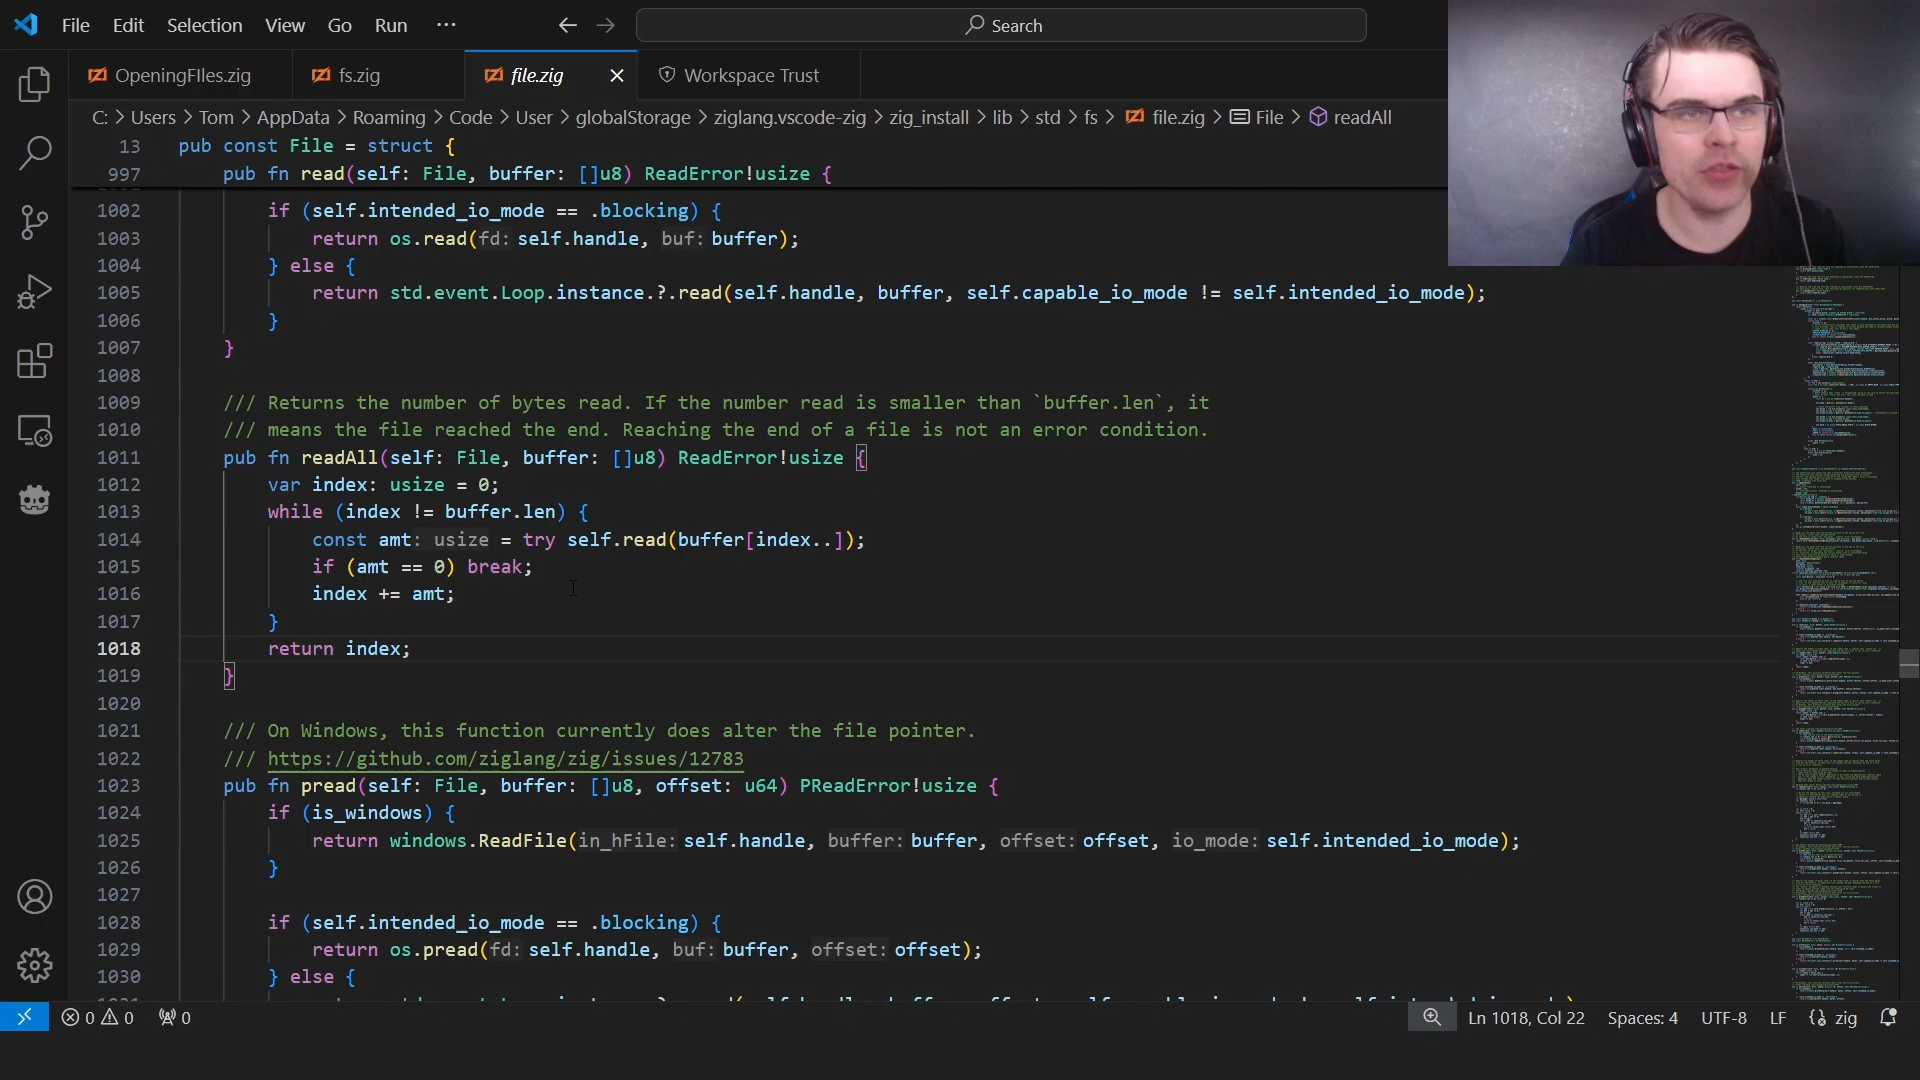 File Edit Selection View Go Run ··· Search
OpeningFIles.zig fs.zig file.zig Workspace Trust
C: > Users > Tom > AppData > Roaming > Code > User > globalStorage > ziglang.vscode-zig > zig_install > lib > std > fs > file.zig > File > readAll
13 pub const File = struct {
997 pub fn read(self: File, buffer: []u8) ReadError!usize {
1002 if (self.intended_io_mode == .blocking) {
1003 return os.read(fd: self.handle, buf: buffer);
1004 } else {
1005 return std.event.Loop.instance.?.read(self.handle, buffer, self.capable_io_mode != self.intended_io_mode);
1006 }
1007 }
1008
1009 /// Returns the number of bytes read. If the number read is smaller than `buffer.len`, it
1010 /// means the file reached the end. Reaching the end of a file is not an error condition.
1011 pub fn readAll(self: File, buffer: []u8) ReadError!usize {
1012 var index: usize = 0;
1013 while (index != buffer.len) {
1014 const amt: usize = try self.read(buffer[index..]);
1015 if (amt == 0) break;
1016 index += amt;
1017 }
1018 return index;
1019 }
1020
1021 /// On Windows, this function currently does alter the file pointer.
1022 /// https://github.com/ziglang/zig/issues/12783
1023 pub fn pread(self: File, buffer: []u8, offset: u64) PReadError!usize {
1024 if (is_windows) {
1025 return windows.ReadFile(in_hFile: self.handle, buffer: buffer, offset: offset, io_mode: self.intended_io_mode);
1026 }
1027
1028 if (self.intended_io_mode == .blocking) {
1029 return os.pread(fd: self.handle, buf: buffer, offset: offset);
1030 } else {
0 0 0 Ln 1018, Col 22 Spaces: 4 UTF-8 LF zig